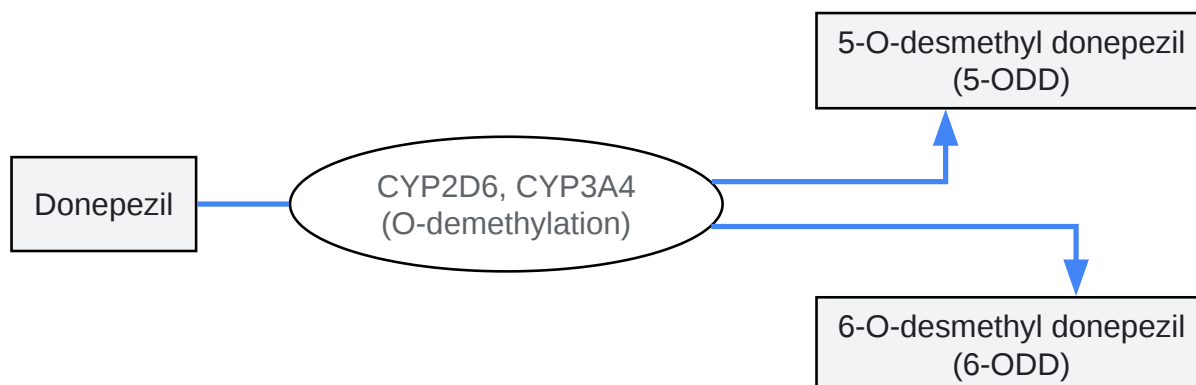 5-O-desmethyl donepezil
(5-ODD)
Donepezil
CYP2D6, CYP3A4
(O-demethylation)
6-O-desmethyl donepezil
(6-ODD)